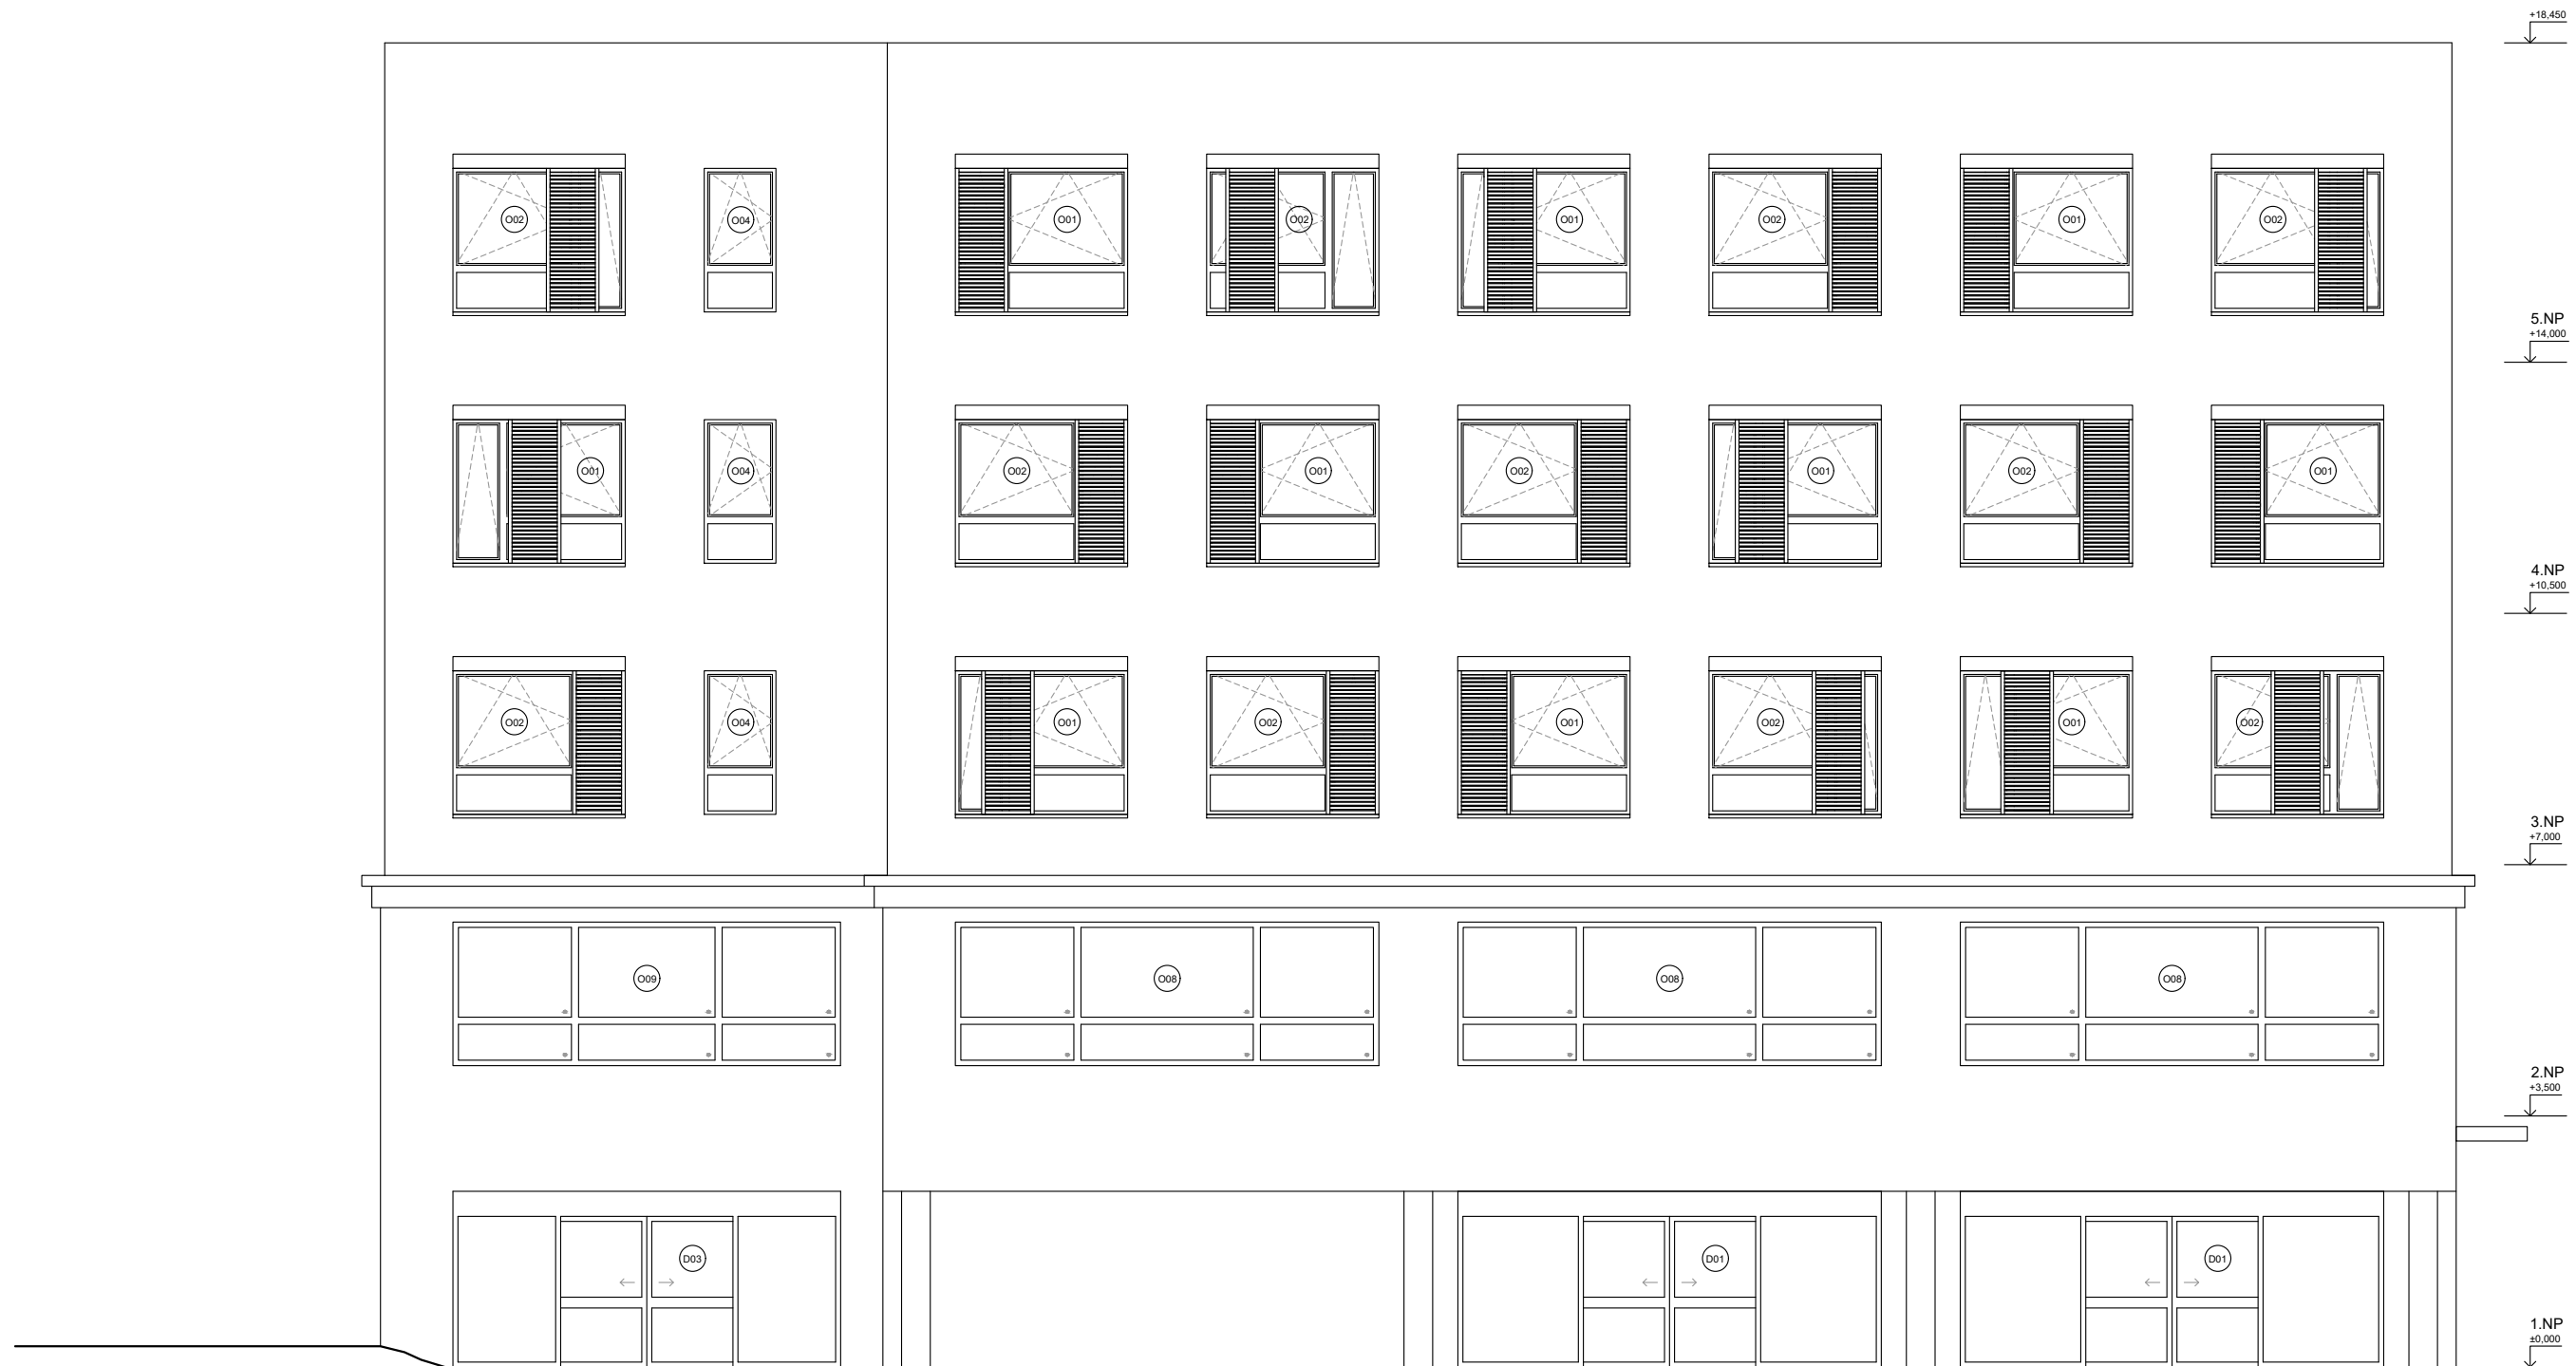 +18,450
O02 O04 O01 O02 O01 O02 O01 O02
5.NP
+14,000
O01 O04 O02 O01 O02 O01 O02 O01
4.NP
+10,500
O02 O04 O01 O02 O01 O02 O01 O02
3.NP
+7,000
O09 O08 O08 O08
2.NP
+3,500
D03 D01 D01
1.NP
±0,000